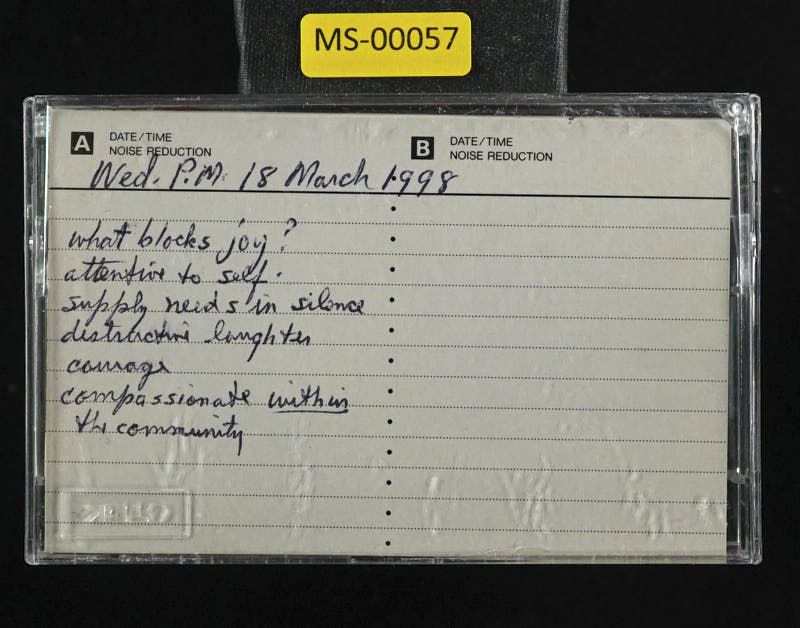 MS-00057
A DATE/TIME NOISE REDUCTION
B DATE/TIME NOISE REDUCTION
Wed. P.M. 18 March 1998
what blocks joy?
attentive to self.
supply needs in silence
destructive laughter
courage
compassionate within
the community